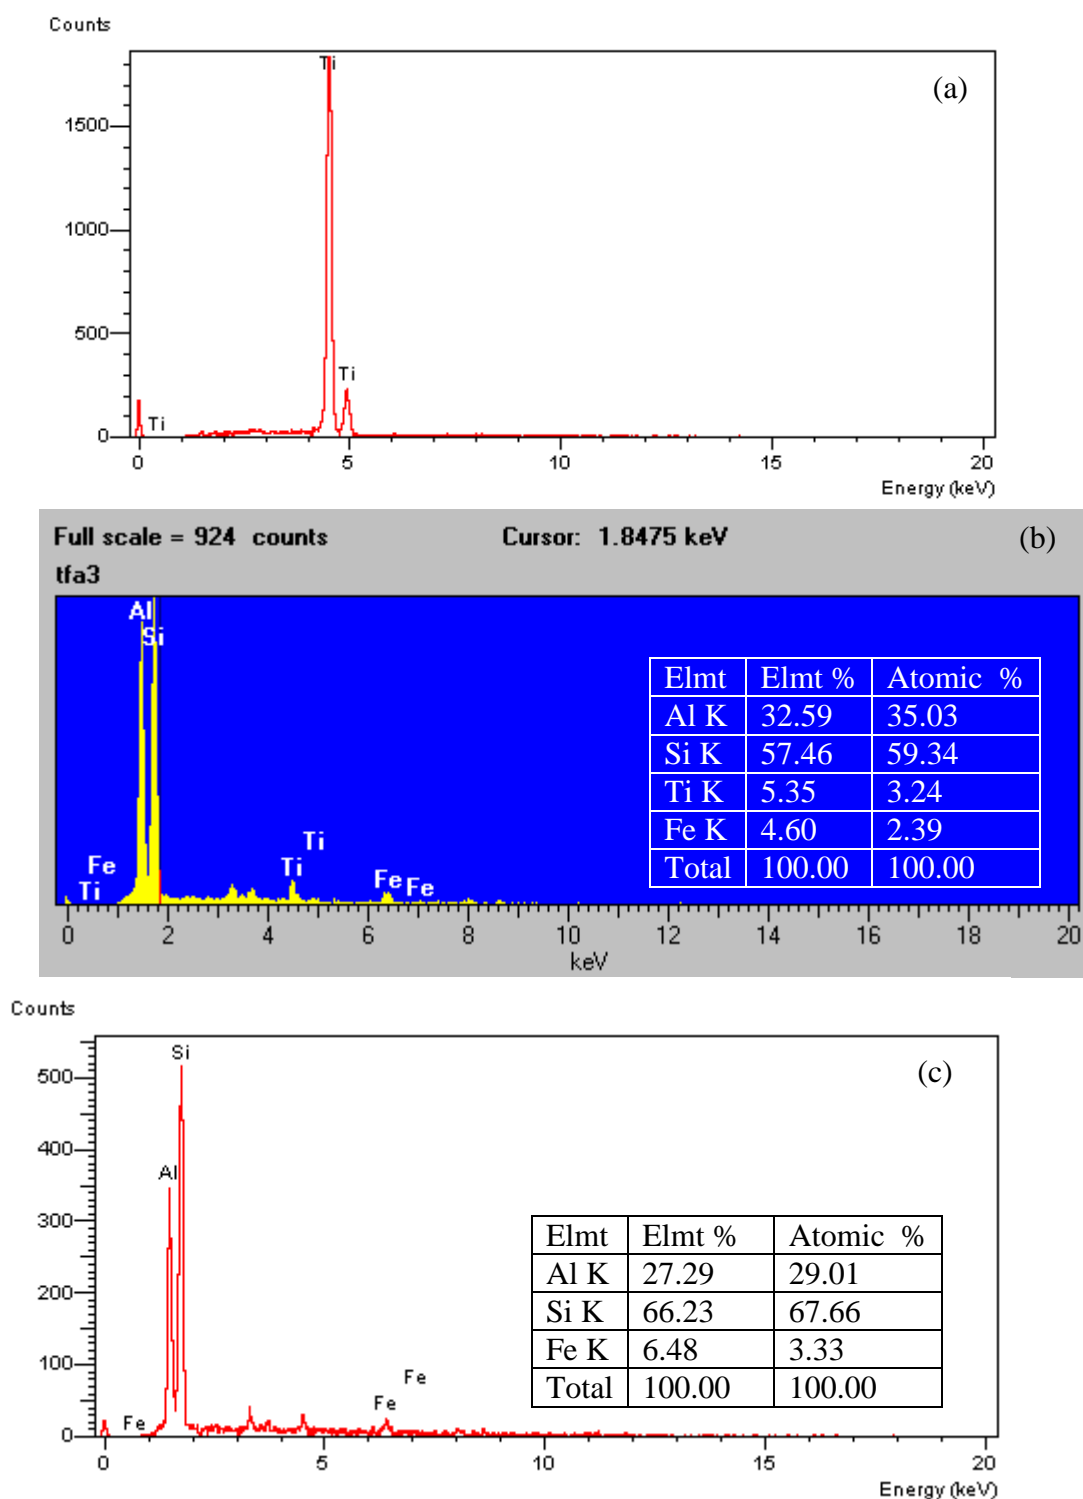 Counts
(a)
Ti
1500
1000
500
Ti
Ti
0
0 5 10 15 20
Energy (keV)
Full scale = 924 counts Cursor: 1.8475 keV (b)
tfa3
Al
Si
Elmt Elmt % Atomic %
Al K 32.59 35.03
Si K 57.46 59.34
Ti K 5.35 3.24
Fe K 4.60 2.39
Total 100.00 100.00
Ti
Fe Ti Fe Fe
Ti
0 2 4 6 8 10 12 14 16 18 20
keV
Counts
(c)
Si
500
400
Al
300
200
100
0
Elmt Elmt % Atomic %
Al K 27.29 29.01
Si K 66.23 67.66
Fe K 6.48 3.33
Total 100.00 100.00
Fe
Fe
Fe
0 5 10 15 20
Energy (keV)